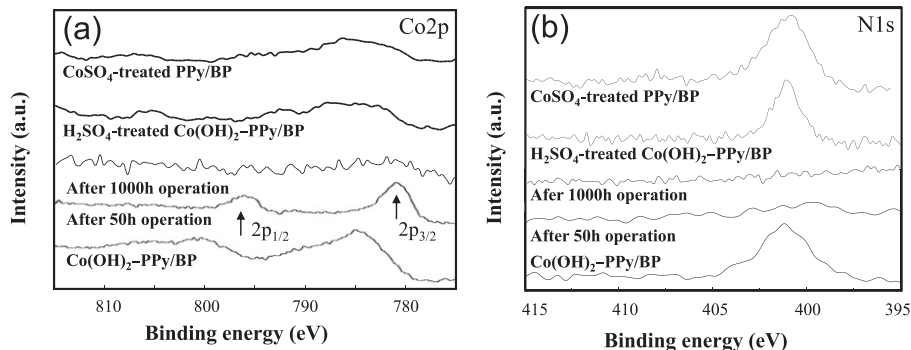 (a)
Co2p
CoSO4-treated PPy/BP
H2SO4-treated Co(OH)2–PPy/BP
After 1000h operation
After 50h operation
2p1/2
2p3/2
Co(OH)2–PPy/BP
Intensity (a.u.)
810
800
790
780
Binding energy (eV)
(b)
N1s
CoSO4-treated PPy/BP
H2SO4-treated Co(OH)2–PPy/BP
Afer 1000h operation
After 50h operation
Co(OH)2–PPy/BP
Intensity (a.u.)
415
410
405
400
395
Binding energy (eV)